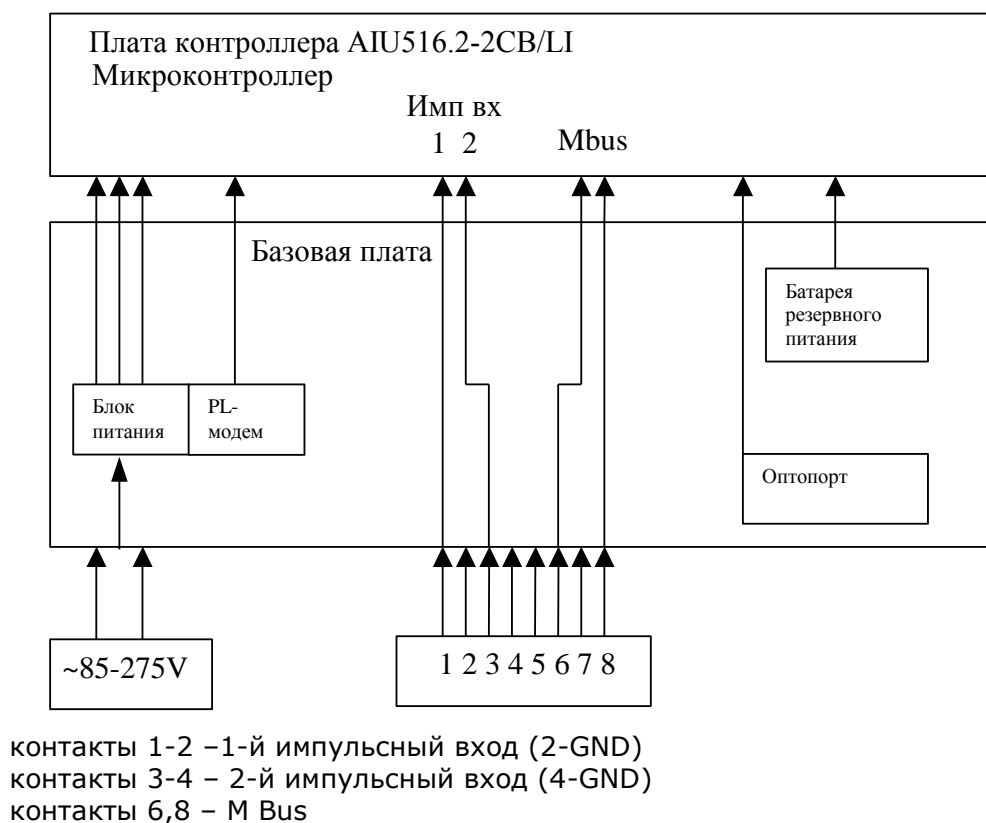 Плата контроллера AIU516.2-2CB/LI
Микроконтроллер
Имп вх
1 2
Mbus
Базовая плата
Батарея
резервного
питания
Блок
питания
PL-
модем
Оптопорт
~85-275V
1 2 3 4 5 6 7 8
контакты 1-2 –1-й импульсный вход (2-GND)
контакты 3-4 – 2-й импульсный вход (4-GND)
контакты 6,8 – M Bus